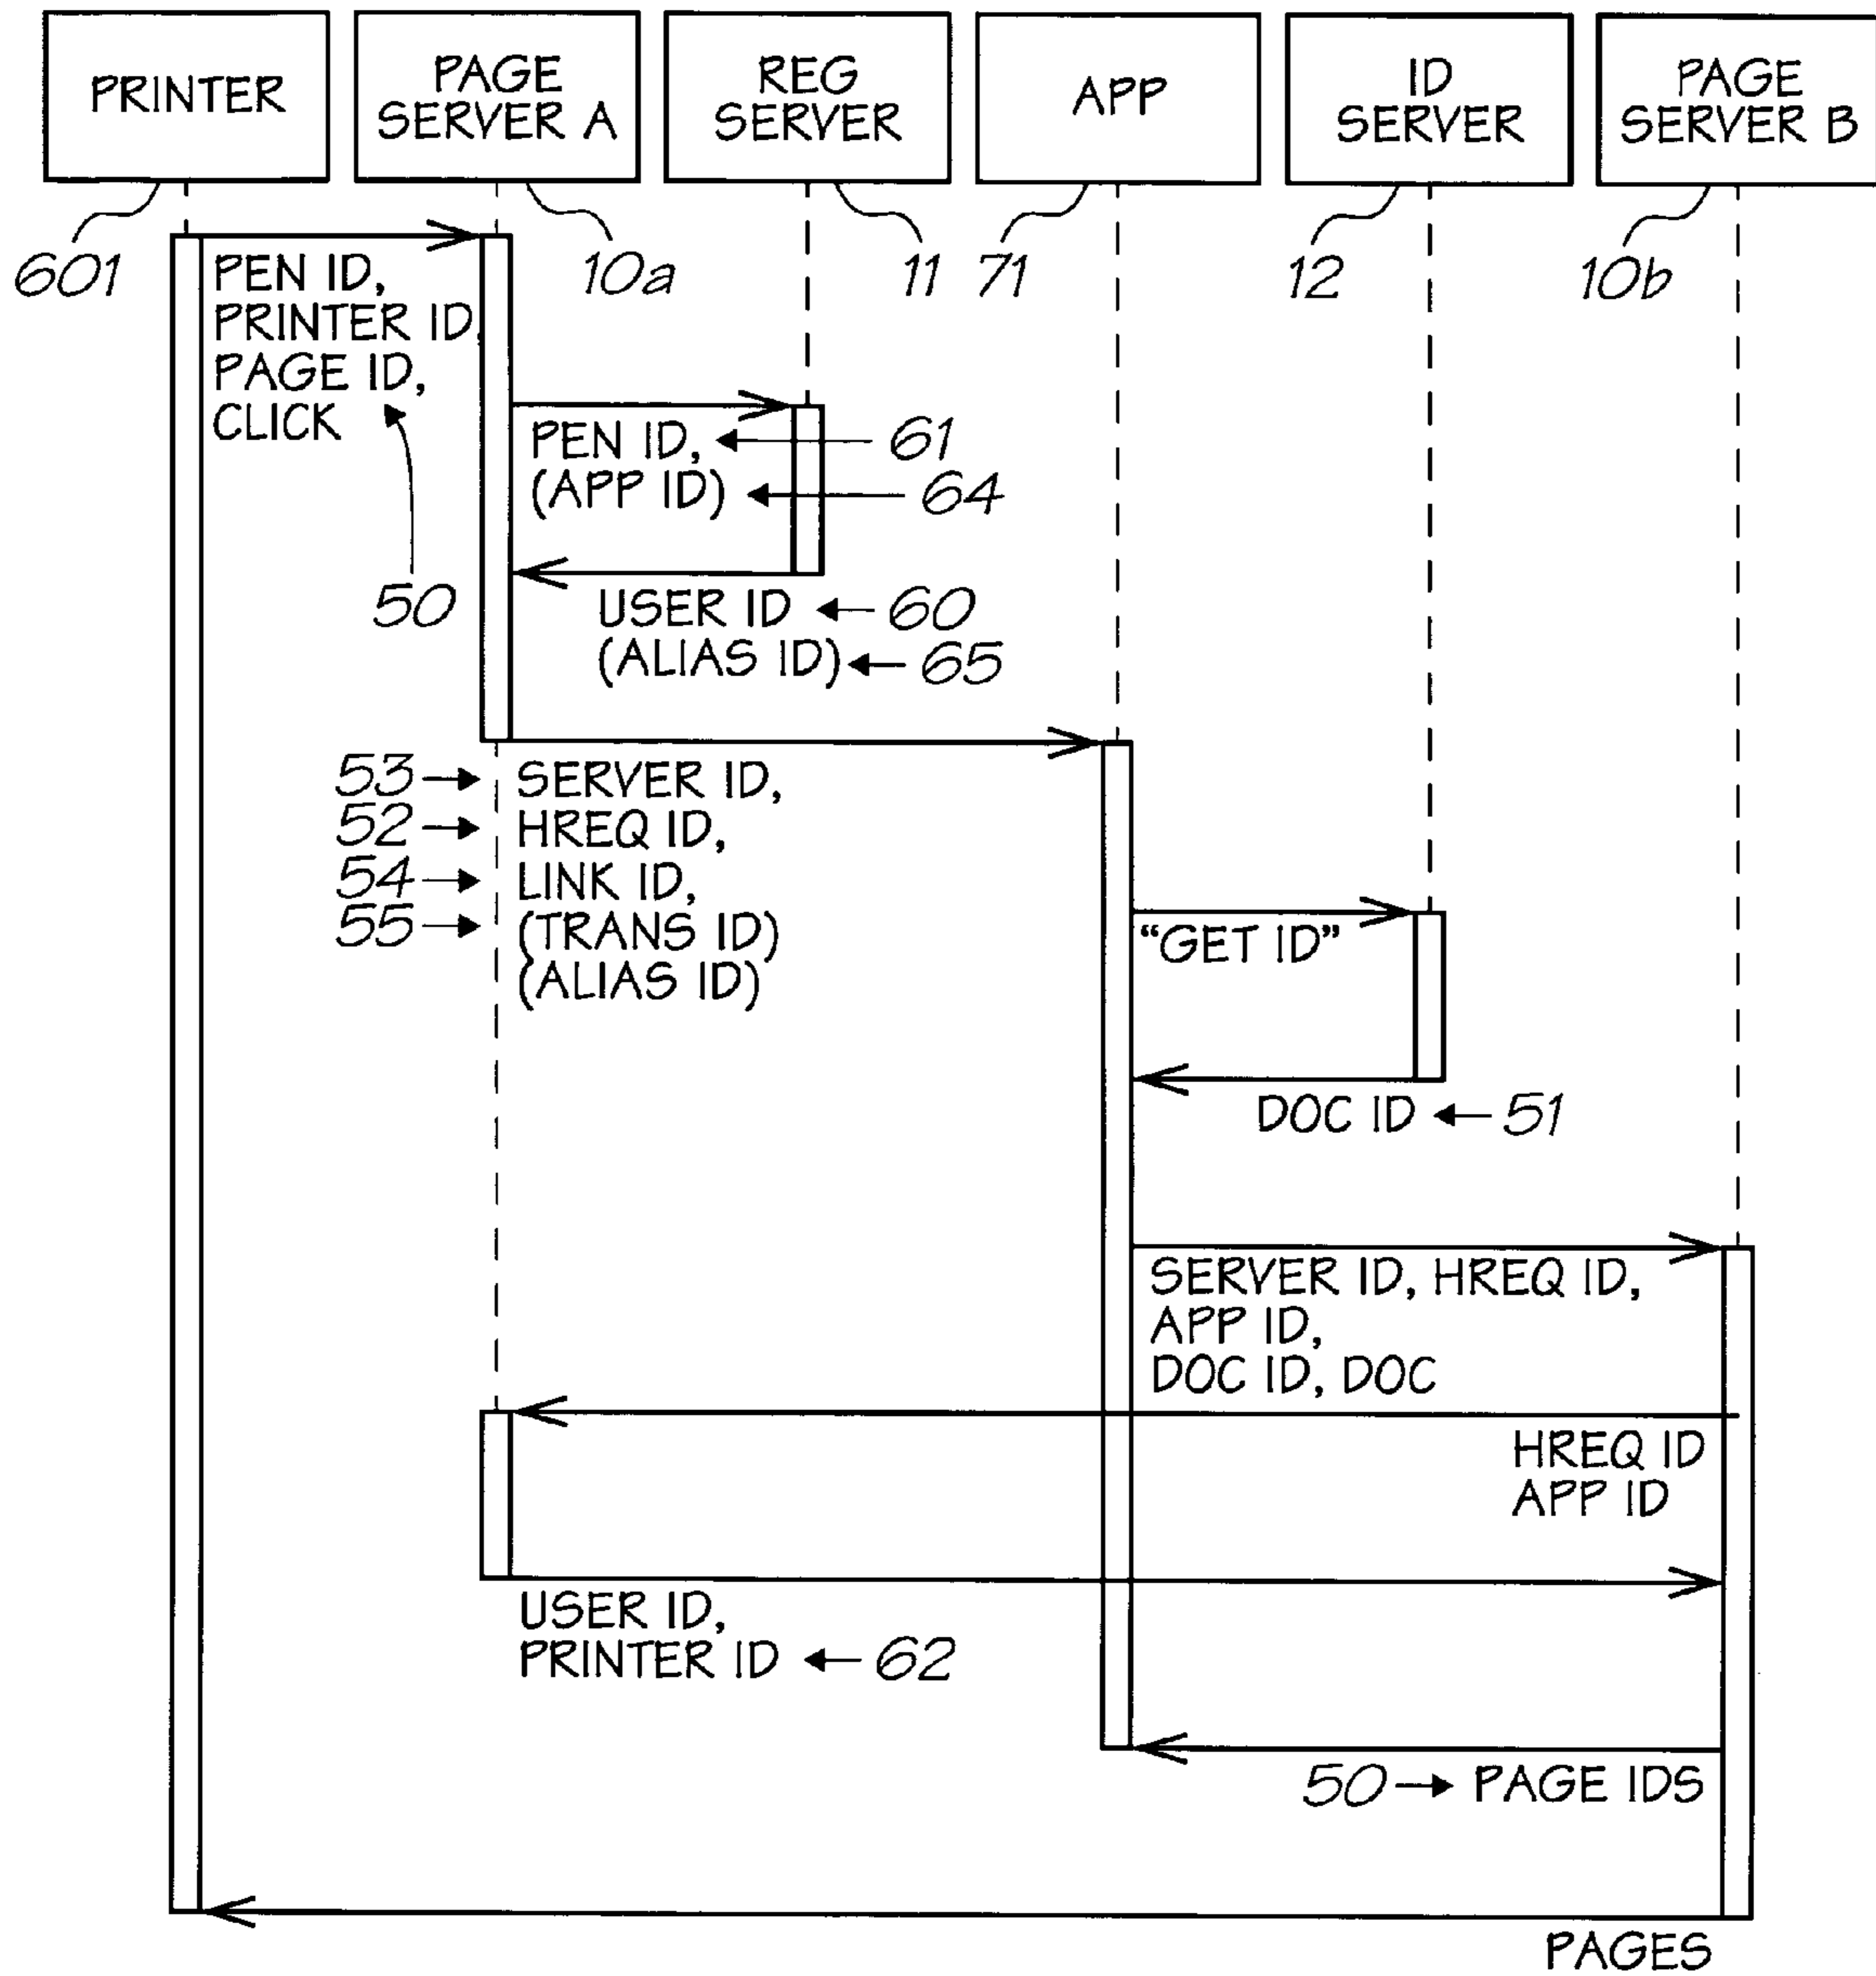 PRINTER
PAGE
SERVER A
REG
SERVER
APP
ID
SERVER
PAGE
SERVER B
601
10a
11
71
12
10b
PEN ID,
PRINTER ID,
PAGE ID,
CLICK
50
PEN ID,
61
(APP ID)
64
USER ID
60
(ALIAS ID)
65
53
SERVER ID,
52
HREQ ID,
54
LINK ID,
55
(TRANS ID)
(ALIAS ID)
“GET ID”
DOC ID
51
SERVER ID, HREQ ID,
APP ID,
DOC ID, DOC
HREQ ID
APP ID
USER ID,
PRINTER ID
62
50
PAGE IDS
PAGES